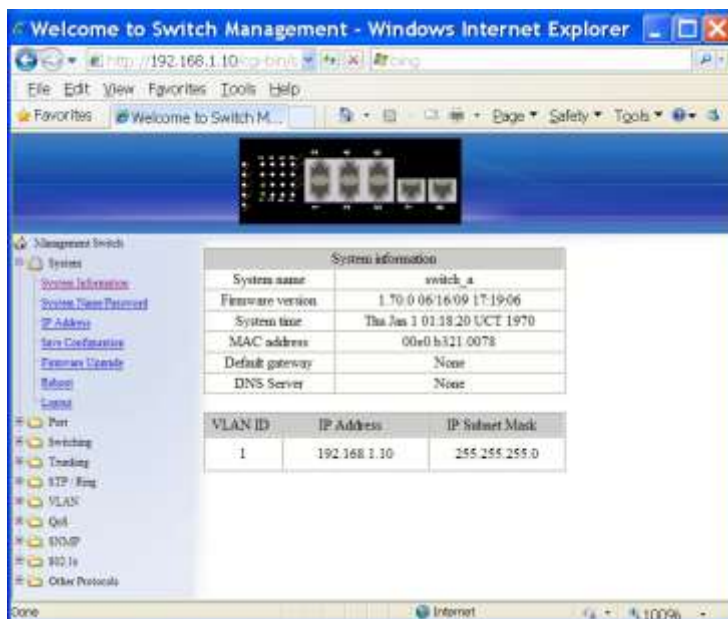 Welcome to Switch Management - Windows Internet Explorer
http://192.168.1.10/cgi-bin/
Bing
File Edit View Favorites Tools Help
Favorites Welcome to Switch M... Page Safety Tools
Management Switch
System
System Information
System Name/Password
IP Address
Save Configuration
Firmware Upgrade
Reboot
Logout
Port
Switching
Trunking
STP / Ring
VLAN
QoS
SNMP
802.1x
Other Protocols
System information
System name switch_a
Firmware version 1.70.0 06/16/09 17:19:06
System time Thu Jan 1 01:18:20 UCT 1970
MAC address 00e0.b321.0078
Default gateway None
DNS Server None
VLAN ID IP Address IP Subnet Mask
1 192.168.1.10 255.255.255.0
Done Internet 100%